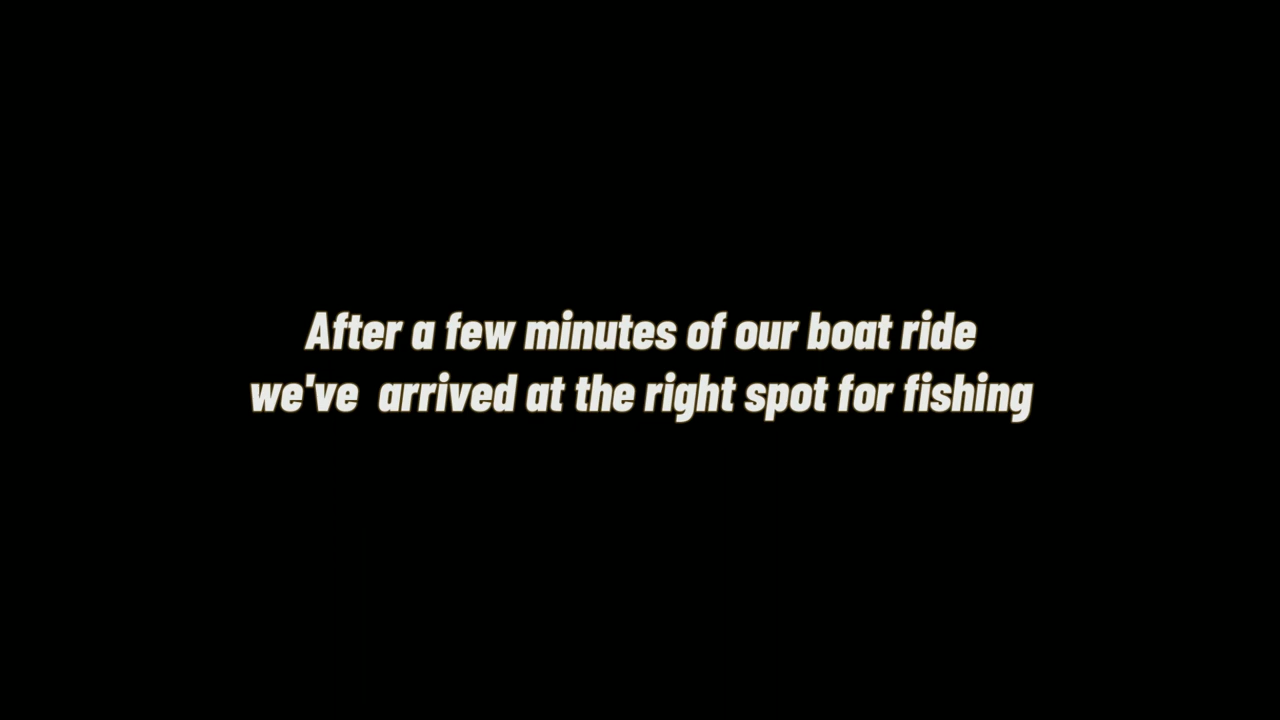 After a few minutes of our boat ride
we've  arrived at the right spot for fishing